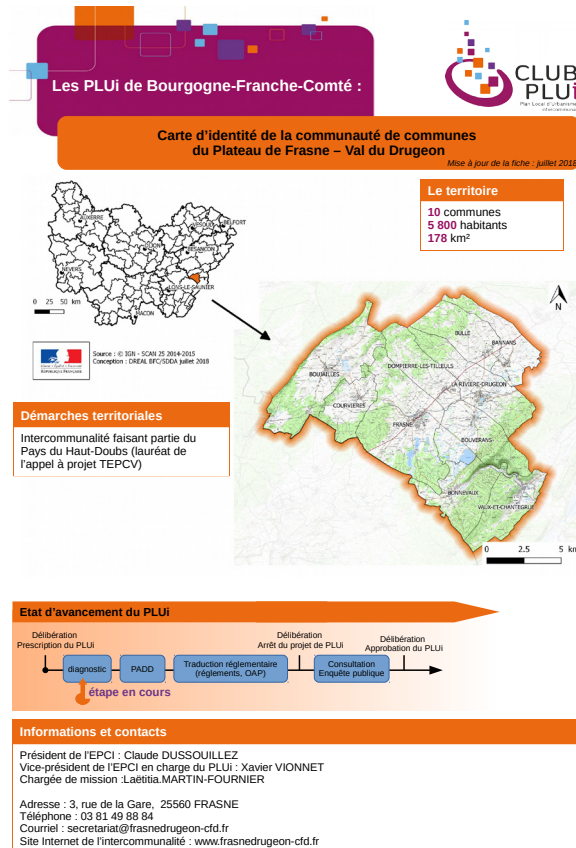 Les PLUi de Bourgogne-Franche-Comté :
CLUB
PLUi
Plan Local d'Urbanisme
intercommunal
Carte d'identité de la communauté de communes
du Plateau de Frasne – Val du Drugeon
Mise à jour de la fiche : juillet 2018
Le territoire
10 communes
5 800 habitants
178 km²
AUXERRE
VESOUL
BELFORT
DIJON
BESANCON
NEVERS
LONS-LE-SAUNIER
MACON
0 25 50 km
Source : © IGN - SCAN 25 2014-2015
Conception : DREAL BFC/SDDA juillet 2018
RÉPUBLIQUE FRANÇAISE
N
BULLE
BANNANS
DOMPIERRE-LES-TILLEULS
BOUJAILLES
LA RIVIERE-DRUGEON
COURVIERES
FRASNE
BOUVERANS
BONNEVAUX
VAUX-ET-CHANTEGRUE
0 2.5 5 km
Démarches territoriales
Intercommunalité faisant partie du
Pays du Haut-Doubs (lauréat de
l'appel à projet TEPCV)
Etat d'avancement du PLUi
Délibération
Prescription du PLUi
Délibération
Arrêt du projet de PLUi
Délibération
Approbation du PLUi
diagnostic
PADD
Traduction réglementaire
(réglements, OAP)
Consultation
Enquête publique
étape en cours
Informations et contacts
Président de l'EPCI : Claude DUSSOUILLEZ
Vice-président de l'EPCI en charge du PLUi : Xavier VIONNET
Chargée de mission :Laëtitia.MARTIN-FOURNIER
Adresse : 3, rue de la Gare, 25560 FRASNE
Téléphone : 03 81 49 88 84
Courriel : secretariat@frasnedrugeon-cfd.fr
Site Internet de l'intercommunalité : www.frasnedrugeon-cfd.fr